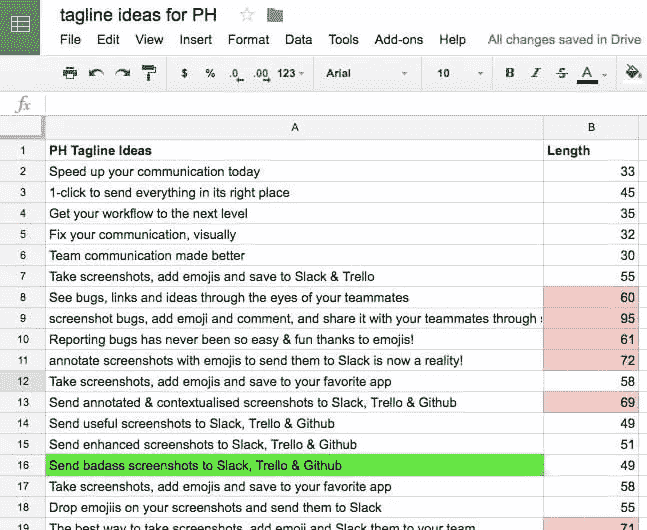 tagline ideas for PH
File Edit View Insert Format Data Tools Add-ons Help All changes saved in Drive
$ % .0 .00 123 Arial 10 B I S A
fx
A B
1 PH Tagline Ideas Length
2 Speed up your communication today 33
3 1-click to send everything in its right place 45
4 Get your workflow to the next level 35
5 Fix your communication, visually 32
6 Team communication made better 30
7 Take screenshots, add emojis and save to Slack & Trello 55
8 See bugs, links and ideas through the eyes of your teammates 60
9 screenshot bugs, add emoji and comment, and share it with your teammates through 95
10 Reporting bugs has never been so easy & fun thanks to emojis! 61
11 annotate screenshots with emojis to send them to Slack is now a reality! 72
12 Take screenshots, add emojis and save to your favorite app 58
13 Send annotated & contextualised screenshots to Slack, Trello & Github 69
14 Send useful screenshots to Slack, Trello & Github 49
15 Send enhanced screenshots to Slack, Trello & Github 51
16 Send badass screenshots to Slack, Trello & Github 49
17 Take screenshots, add emojis and save to your favorite app 58
18 Drop emojiis on your screenshots and send them to Slack 55
19 The best way to take screenshots, add emoji and Slack them to your team 71